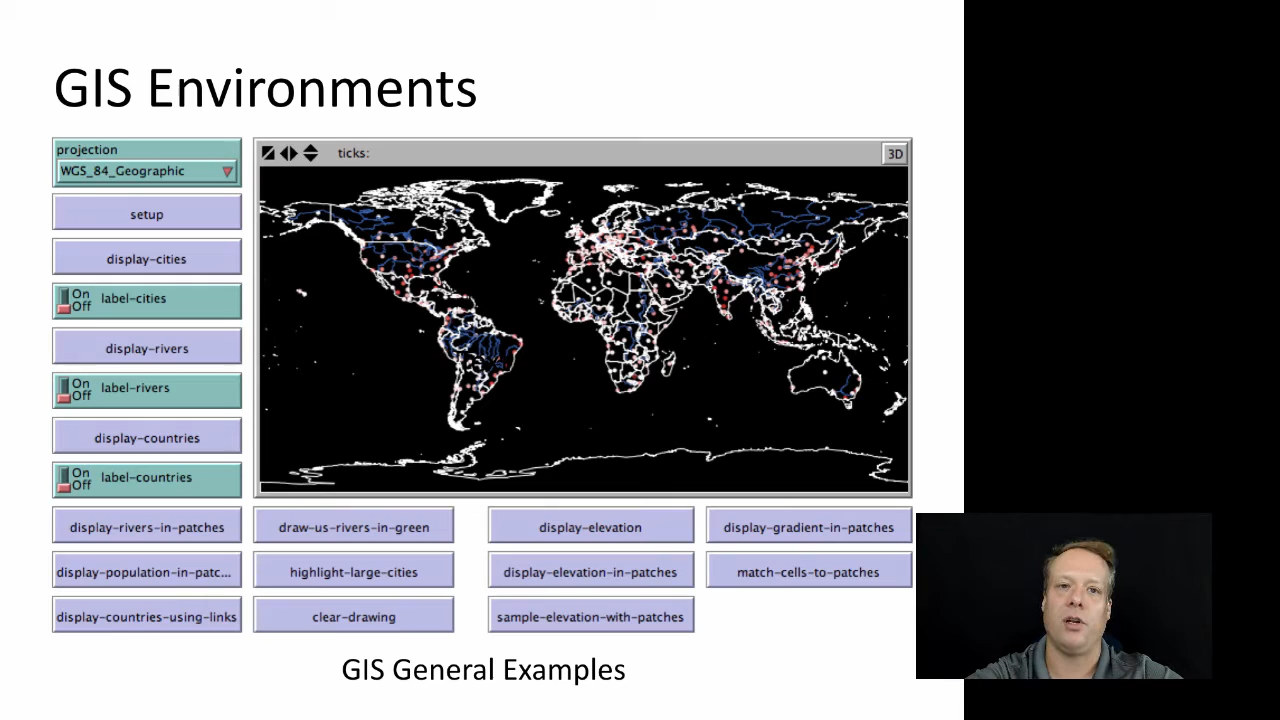 GIS Environments
projection
WGS_84_Geographic
ticks:
3D
setup
display-cities
On
Off
label-cities
display-rivers
On
Off
label-rivers
display-countries
On
Off
label-countries
display-rivers-in-patches
draw-us-rivers-in-green
display-elevation
display-gradient-in-patches
display-population-in-patc...
highlight-large-cities
display-elevation-in-patches
match-cells-to-patches
display-countries-using-links
clear-drawing
sample-elevation-with-patches
GIS General Examples